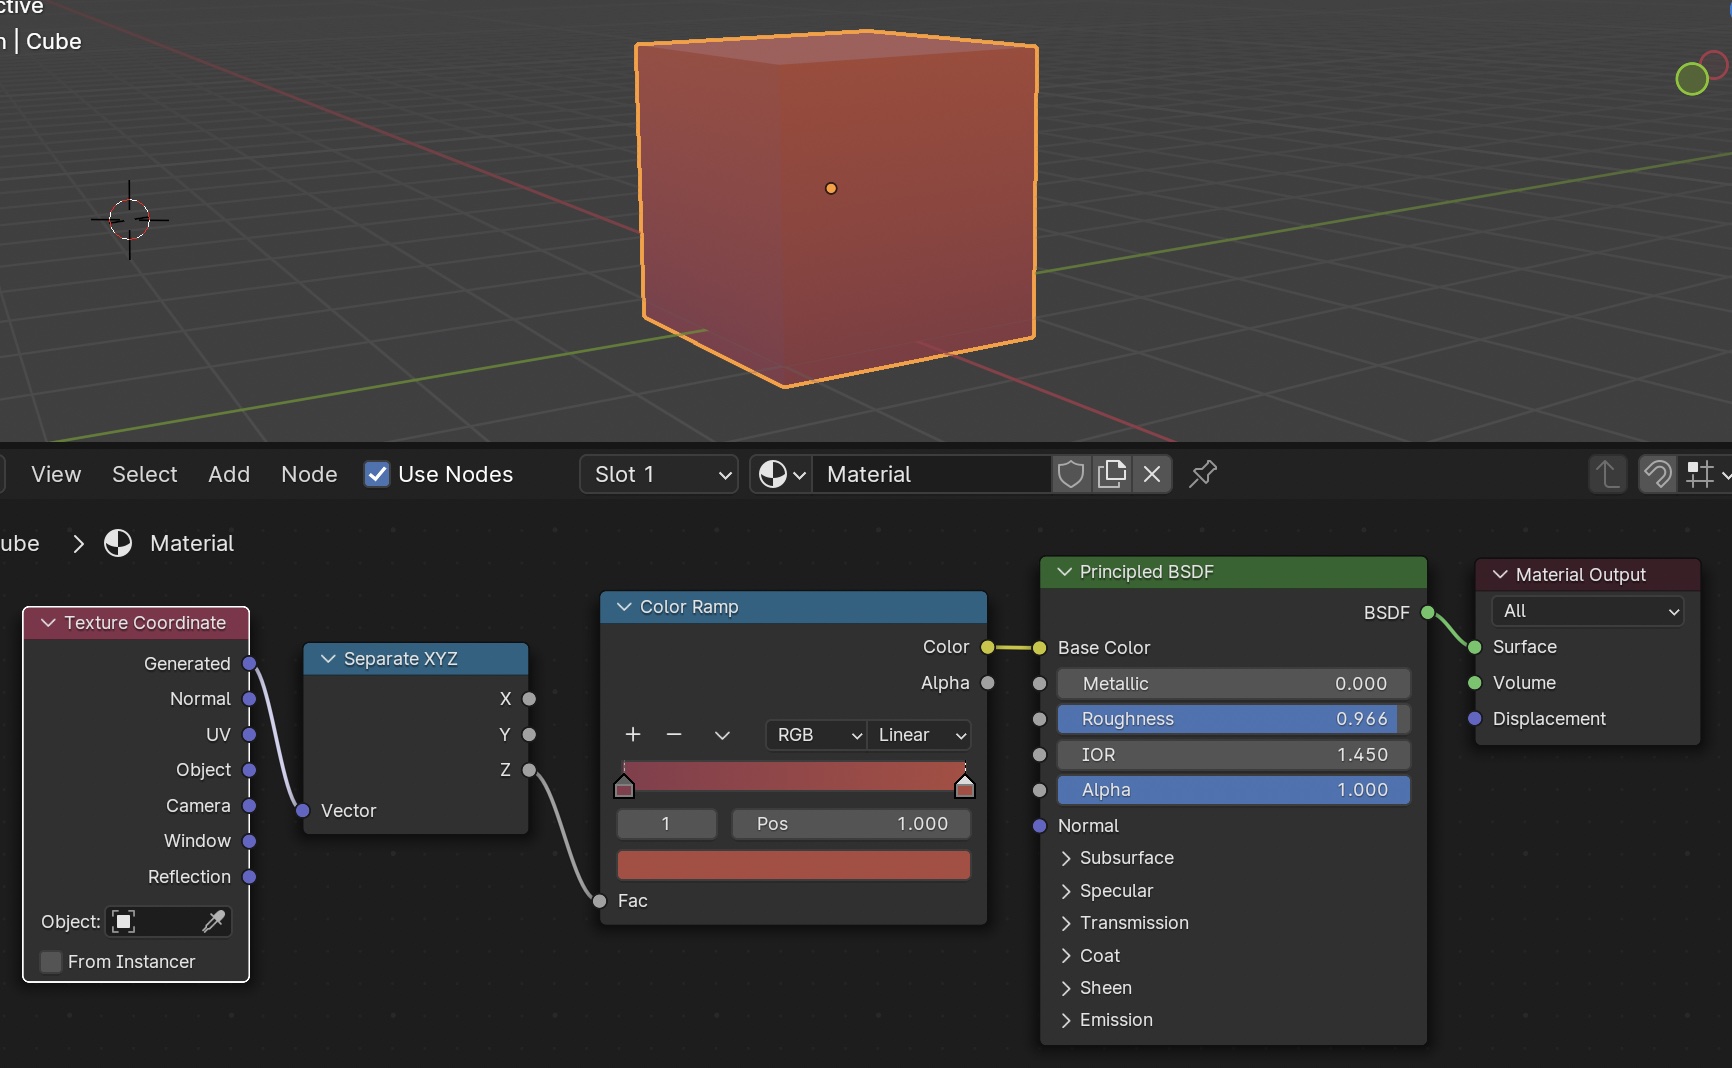 ctive
| Cube
View Select Add Node Use Nodes Slot 1 Material
ube > Material
Texture Coordinate
Generated
Normal
UV
Object
Camera
Window
Reflection
Object:
From Instancer
Separate XYZ
X
Y
Z
Vector
Color Ramp
Color
Alpha
+ − RGB Linear
1 Pos 1.000
Fac
Principled BSDF
BSDF
Base Color
Metallic 0.000
Roughness 0.966
IOR 1.450
Alpha 1.000
Normal
Subsurface
Specular
Transmission
Coat
Sheen
Emission
Material Output
All
Surface
Volume
Displacement